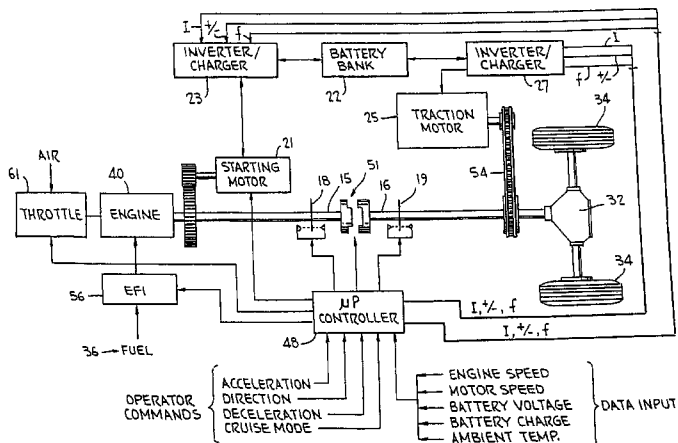 I +/- f
INVERTER/
CHARGER
23
BATTERY
BANK
22
INVERTER/
CHARGER
27
I
+/-
f
25
TRACTION
MOTOR
34
21
STARTING
MOTOR
61
AIR
THROTTLE
40
ENGINE
18
15
51
16
19
54
32
34
56
EFI
36 → FUEL
μP
CONTROLLER
48
I, +/-, f
I, +/-, f
OPERATOR
COMMANDS
ACCELERATION
DIRECTION
DECELERATION
CRUISE MODE
ENGINE SPEED
MOTOR SPEED
BATTERY VOLTAGE
BATTERY CHARGE
AMBIENT TEMP.
DATA INPUT